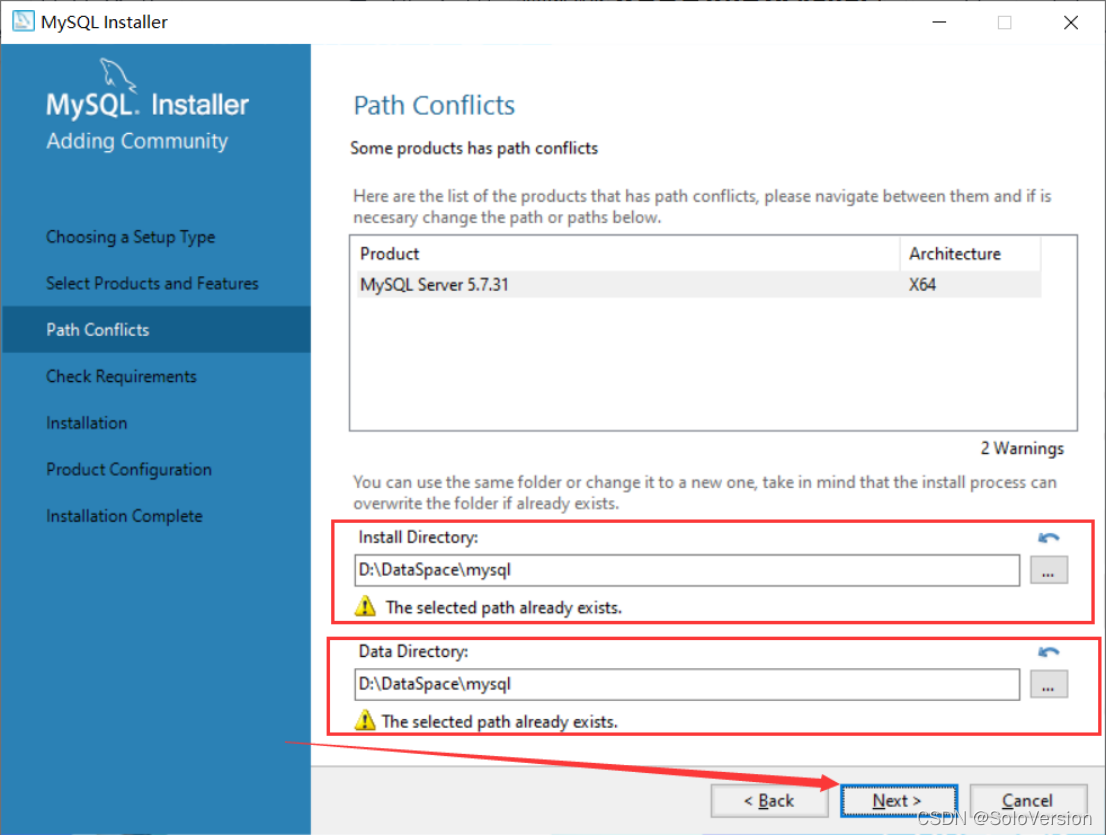 MySQL Installer
MySQL. Installer
Adding Community
Choosing a Setup Type
Select Products and Features
Path Conflicts
Check Requirements
Installation
Product Configuration
Installation Complete
Path Conflicts
Some products has path conflicts
Here are the list of the products that has path conflicts, please navigate between them and if is
necesary change the path or paths below.
Product Architecture
MySQL Server 5.7.31 X64
2 Warnings
You can use the same folder or change it to a new one, take in mind that the install process can
overwrite the folder if already exists.
Install Directory:
D:\DataSpace\mysql
...
The selected path already exists.
Data Directory:
D:\DataSpace\mysql
...
The selected path already exists.
< Back Next > Cancel
CSDN @SoloVersion